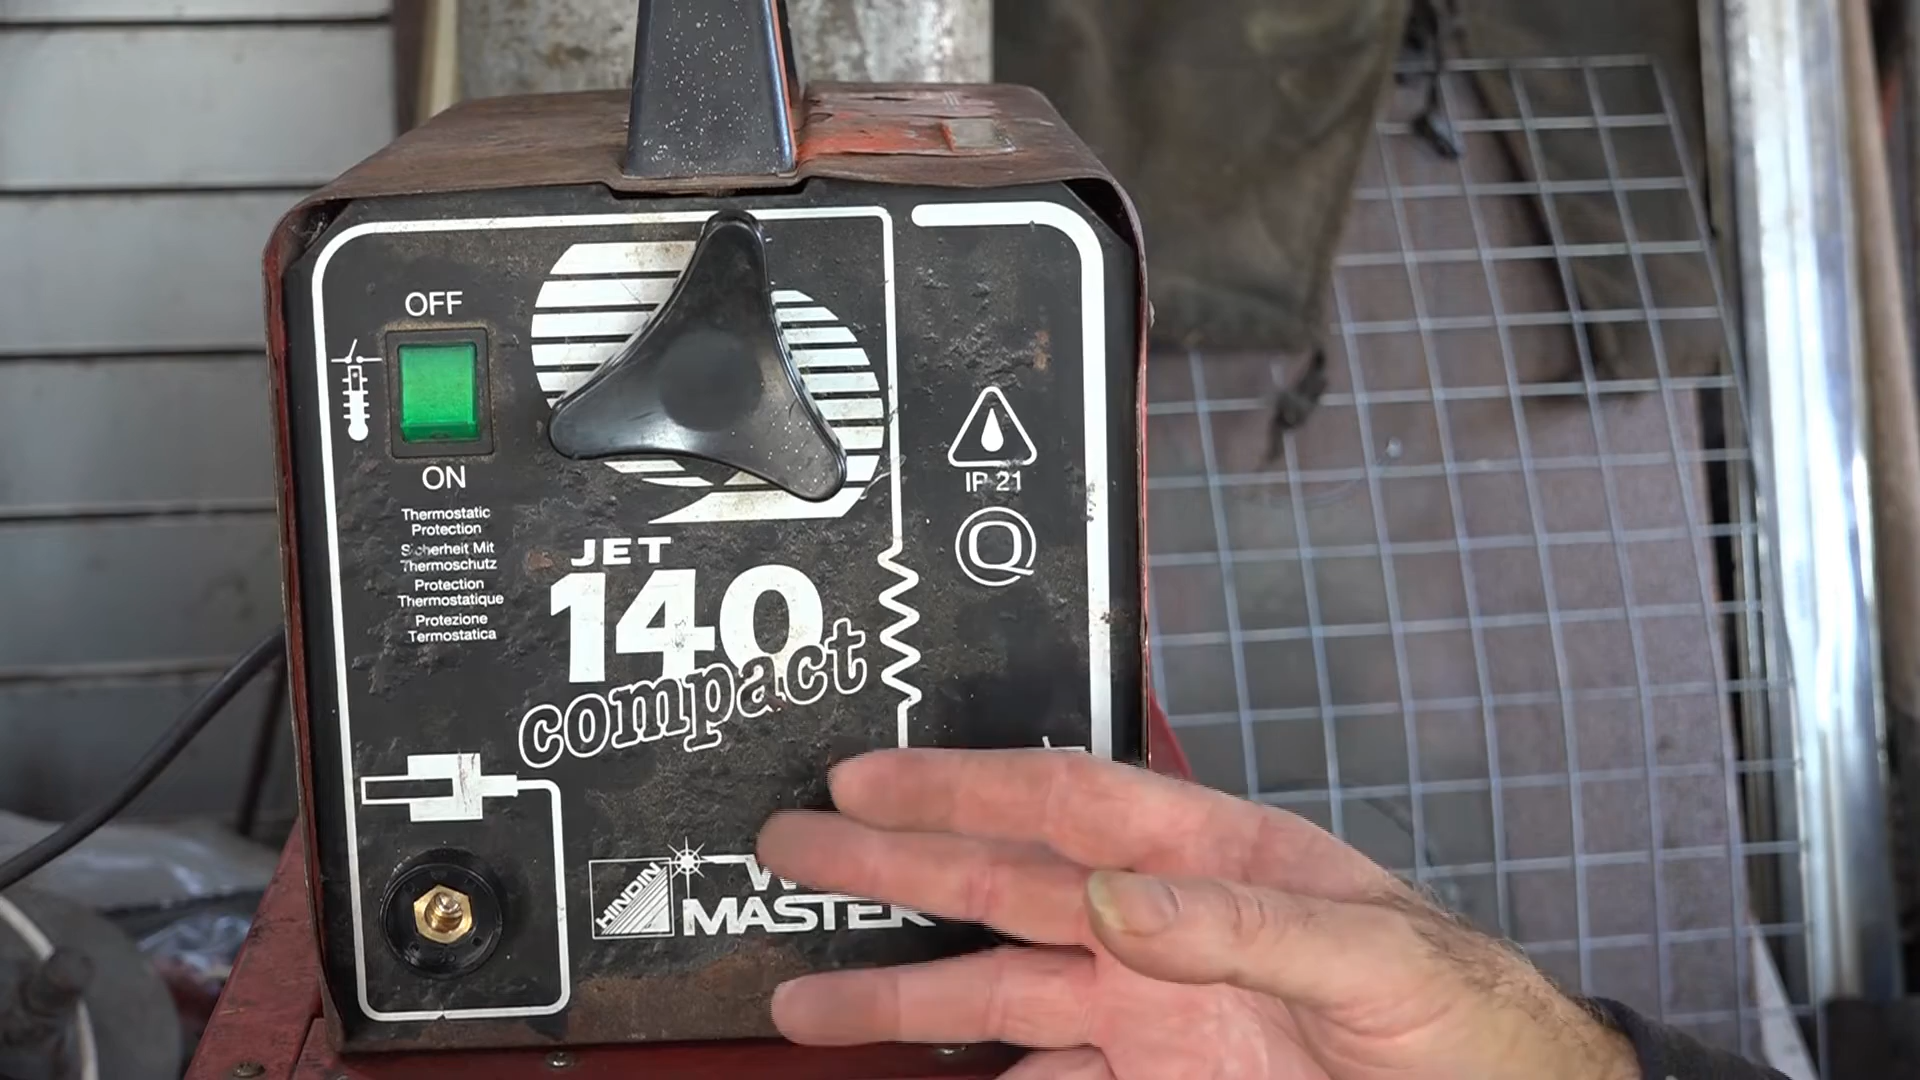 OFF
ON
Thermostatic
Protection
Sicherheit Mit
Thermoschutz
Protection
Thermostatique
Protezione
Termostatica
JET
140
compact
IP 21
Q
HINDIN
MASTER